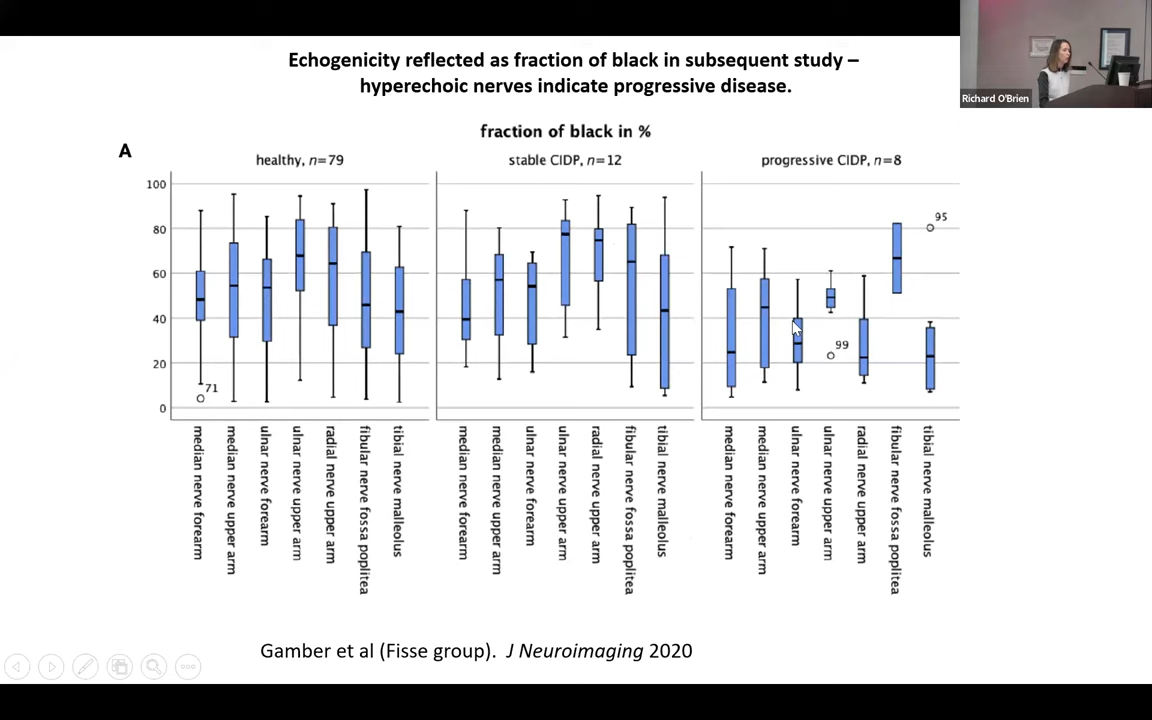 Echogenicity reflected as fraction of black in subsequent study –
hyperechoic nerves indicate progressive disease.
Richard O'Brien
fraction of black in %
A
healthy, n=79
stable CIDP, n=12
progressive CIDP, n=8
100
80
60
40
20
0
71
99
95
median nerve forearm
median nerve upper arm
ulnar nerve forearm
ulnar nerve upper arm
radial nerve upper arm
fibular nerve fossa poplitea
tibial nerve malleolus
median nerve forearm
median nerve upper arm
ulnar nerve forearm
ulnar nerve upper arm
radial nerve upper arm
fibular nerve fossa poplitea
tibial nerve malleolus
median nerve forearm
median nerve upper arm
ulnar nerve forearm
ulnar nerve upper arm
radial nerve upper arm
fibular nerve fossa poplitea
tibial nerve malleolus
Gamber et al (Fisse group). J Neuroimaging 2020